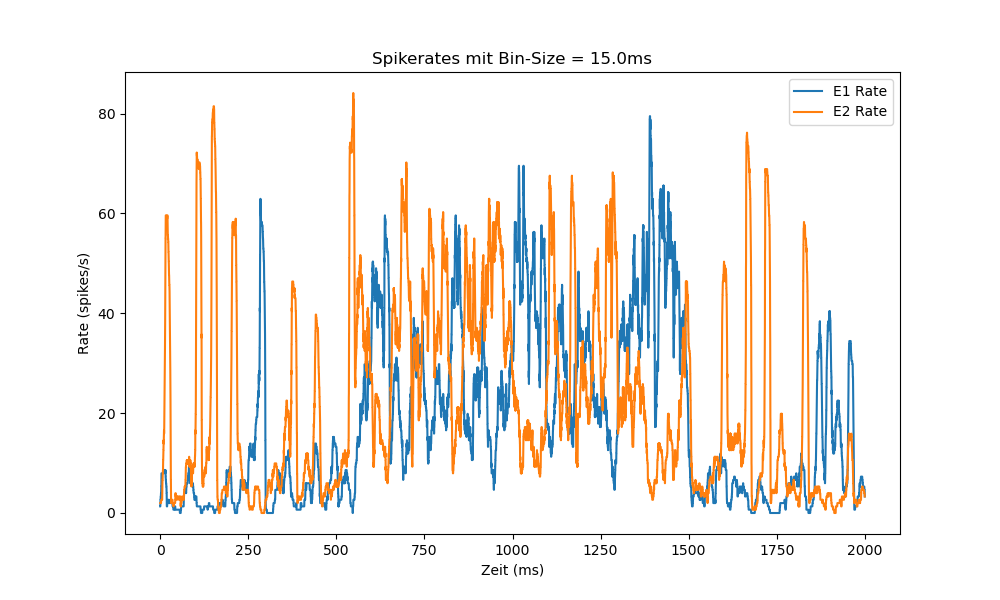 Spikerates mit Bin-Size = 15.0ms
E1 Rate
E2 Rate
80
60
40
20
0
Rate (spikes/s)
0 250 500 750 1000 1250 1500 1750 2000
Zeit (ms)